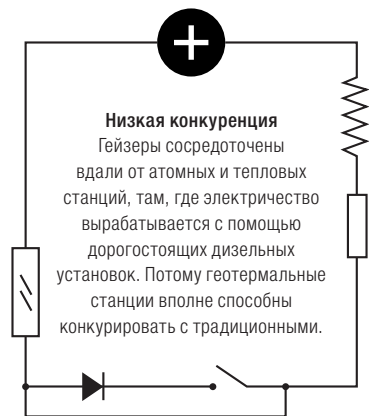 Низкая конкуренция
Гейзеры сосредоточены
вдали от атомных и тепловых
станций, там, где электричество
вырабатывается с помощью
дорогостоящих дизельных
установок. Потому геотермальные
станции вполне способны
конкурировать с традиционными.